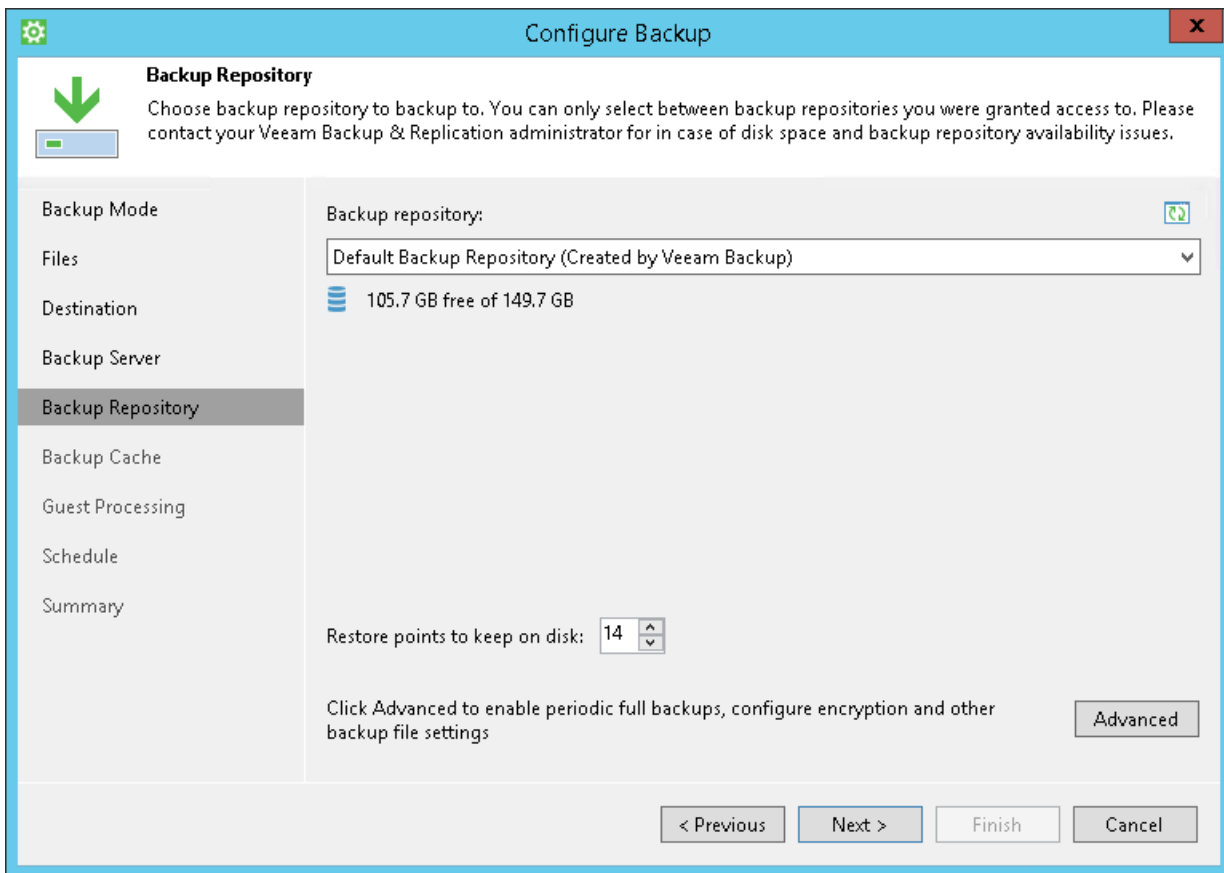 Configure Backup
x
Backup Repository
Choose backup repository to backup to. You can only select between backup repositories you were granted access to. Please
contact your Veeam Backup & Replication administrator for in case of disk space and backup repository availability issues.
Backup Mode
Files
Destination
Backup Server
Backup Repository
Backup Cache
Guest Processing
Schedule
Summary
Backup repository:
Default Backup Repository (Created by Veeam Backup)
105.7 GB free of 149.7 GB
Restore points to keep on disk: 14
Click Advanced to enable periodic full backups, configure encryption and other
backup file settings
Advanced
< Previous Next > Finish Cancel